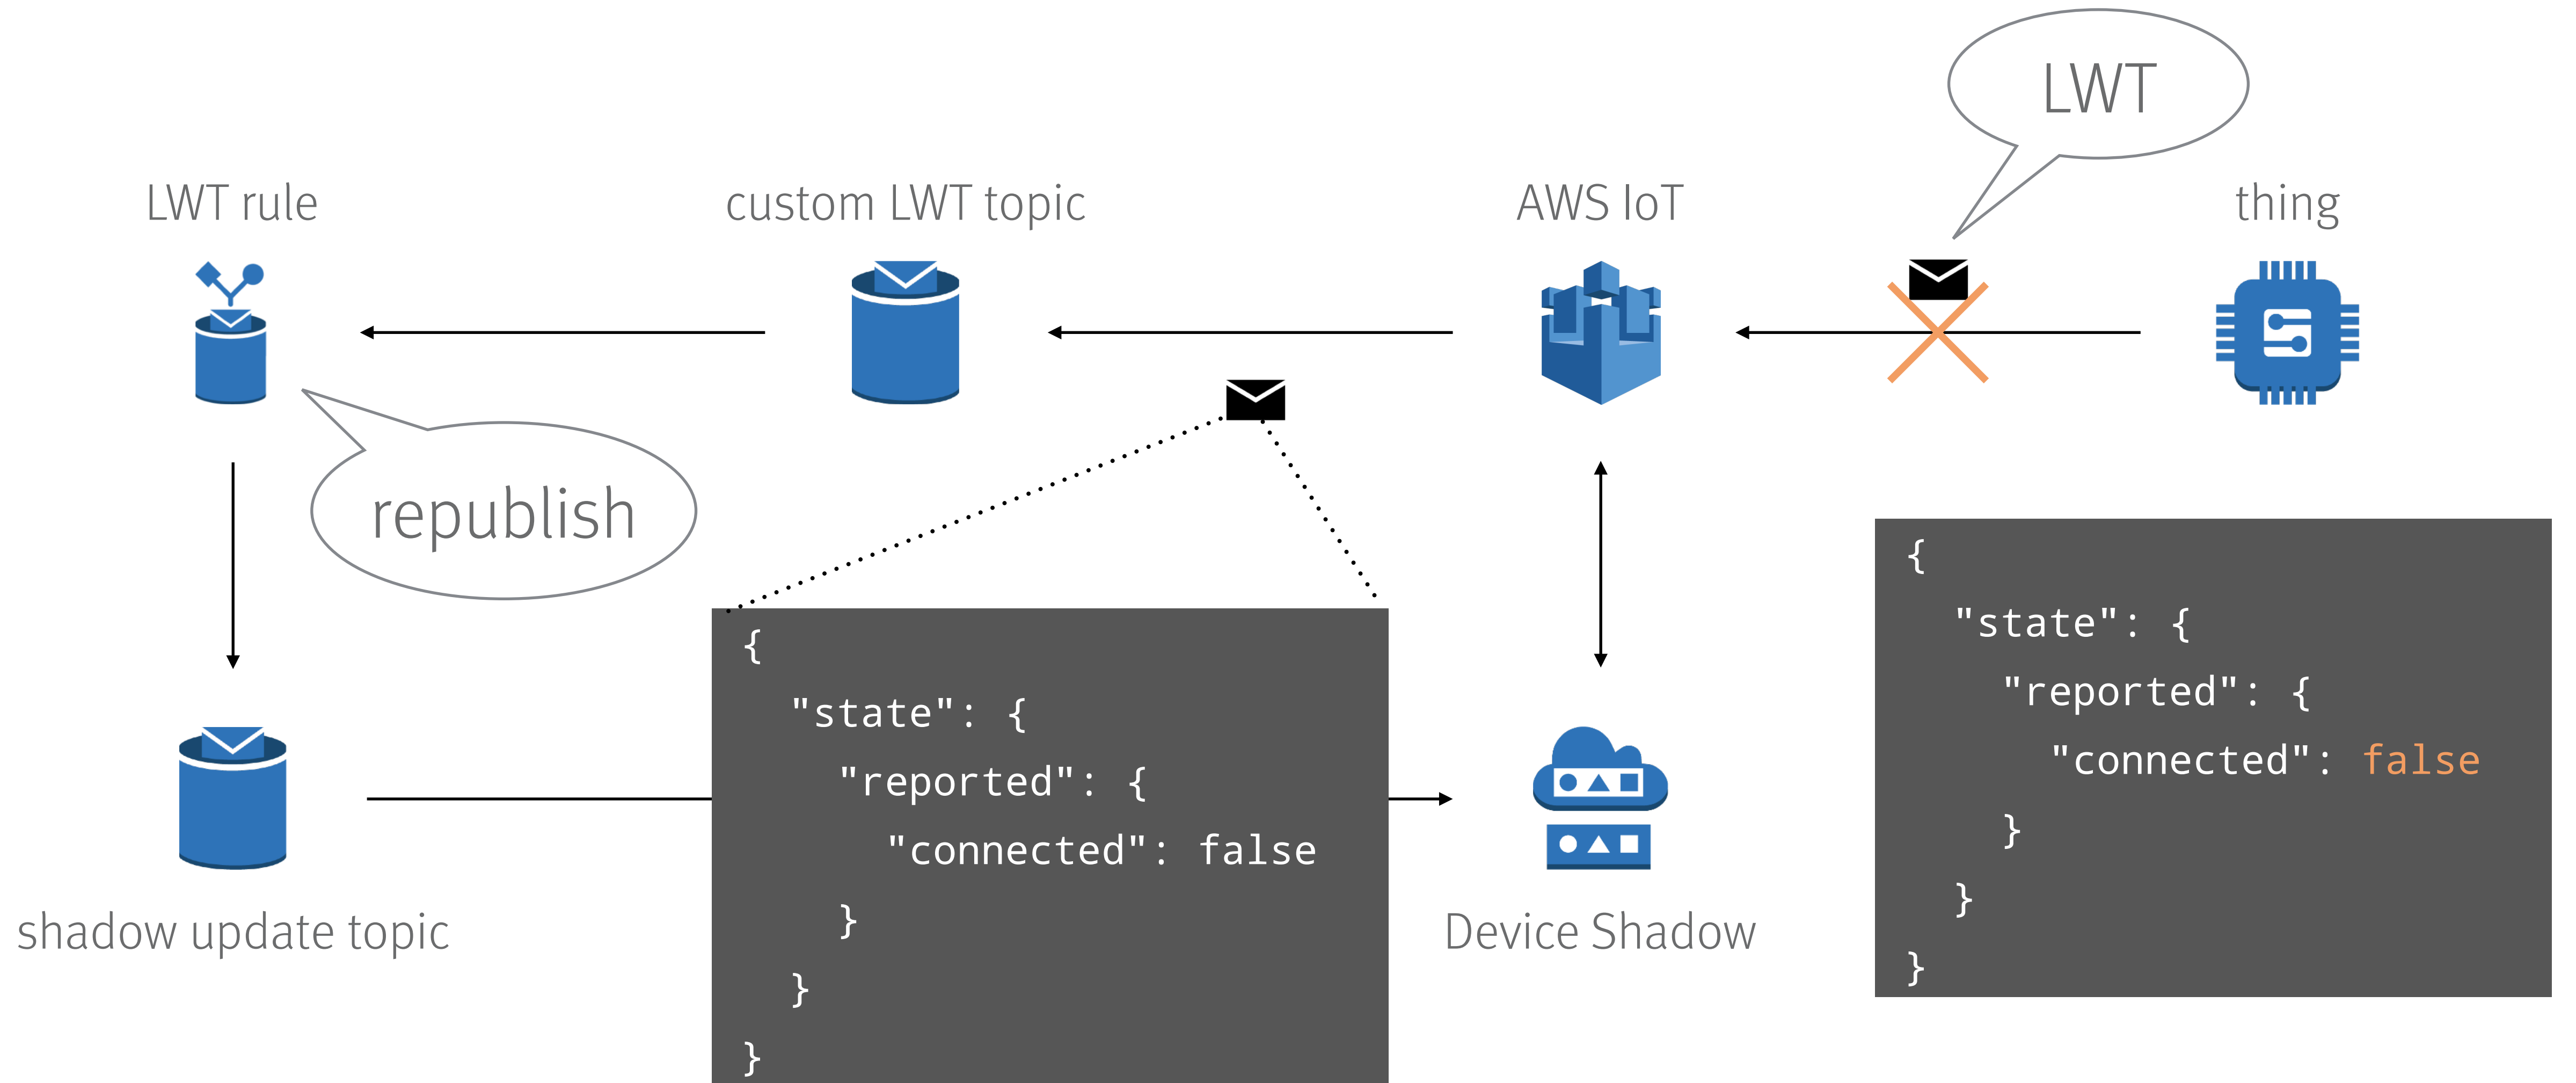 LWT
LWT rule
custom LWT topic
AWS IoT
thing
republish
{
"state": {
"reported": {
"connected": false
}
}
}
{
"state": {
"reported": {
"connected": false
}
}
}
shadow update topic
Device Shadow